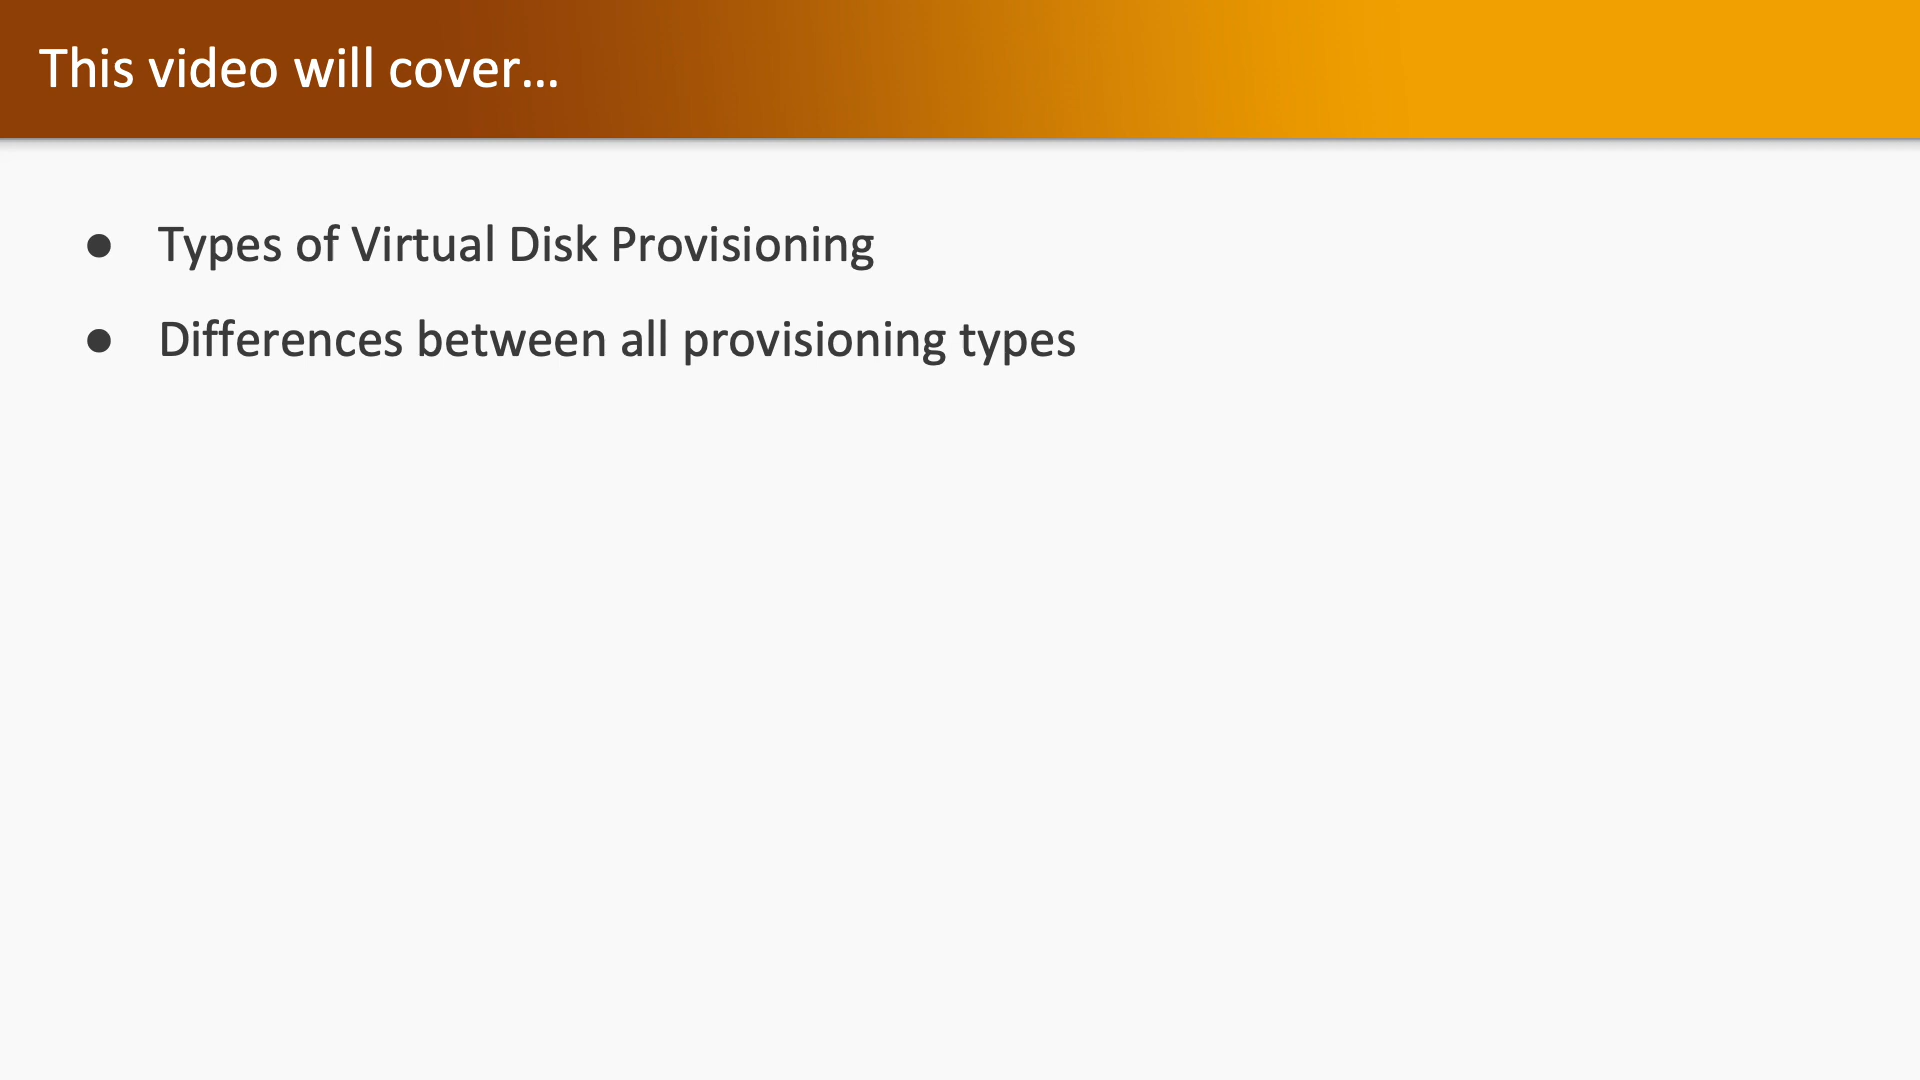 This video will cover...
● Types of Virtual Disk Provisioning
● Differences between all provisioning types